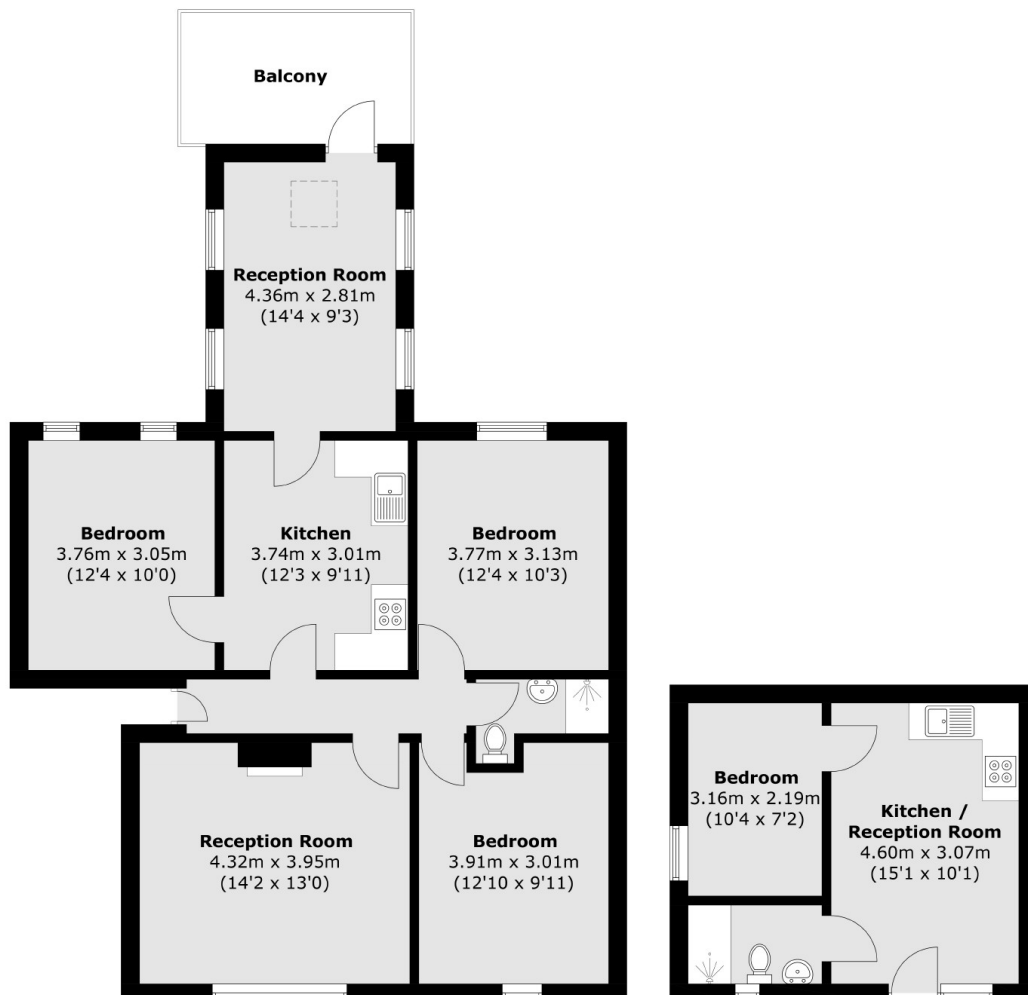 Balcony
Reception Room
4.36m x 2.81m
(14'4 x 9'3)
Bedroom
3.76m x 3.05m
(12'4 x 10'0)
Kitchen
3.74m x 3.01m
(12'3 x 9'11)
Bedroom
3.77m x 3.13m
(12'4 x 10'3)
Reception Room
4.32m x 3.95m
(14'2 x 13'0)
Bedroom
3.91m x 3.01m
(12'10 x 9'11)
Bedroom
3.16m x 2.19m
(10'4 x 7'2)
Kitchen /
Reception Room
4.60m x 3.07m
(15'1 x 10'1)